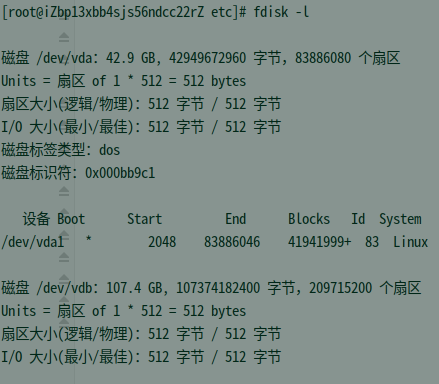 [root@iZbp13xbb4sjs56ndcc22rZ etc]# fdisk -l
磁盘 /dev/vda：42.9 GB, 42949672960 字节，83886080 个扇区
Units = 扇区 of 1 * 512 = 512 bytes
扇区大小(逻辑/物理)：512 字节 / 512 字节
I/O 大小(最小/最佳)：512 字节 / 512 字节
磁盘标签类型：dos
磁盘标识符：0x000bb9c1
设备 Boot Start End Blocks Id System
/dev/vda1 * 2048 83886046 41941999+ 83 Linux
磁盘 /dev/vdb：107.4 GB, 107374182400 字节，209715200 个扇区
Units = 扇区 of 1 * 512 = 512 bytes
扇区大小(逻辑/物理)：512 字节 / 512 字节
I/O 大小(最小/最佳)：512 字节 / 512 字节